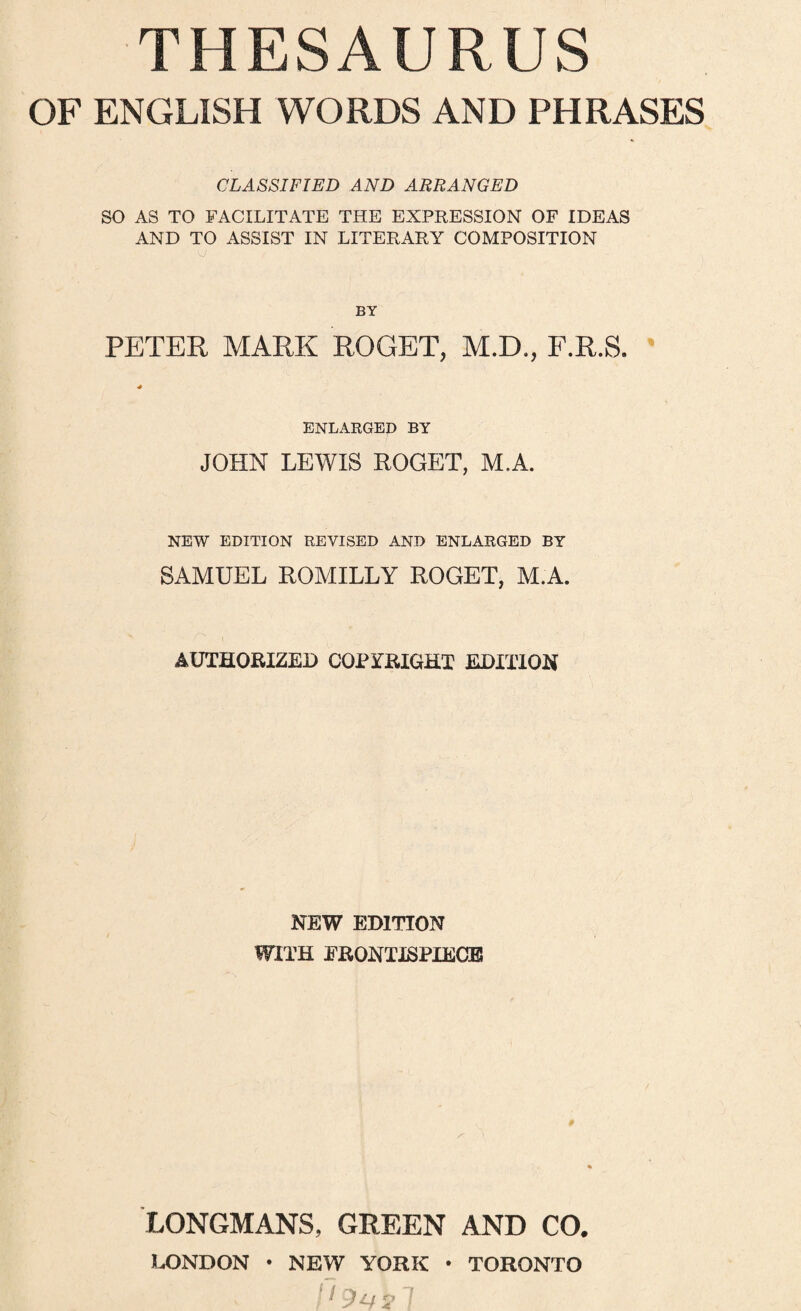 THESAURUS
OF ENGLISH WORDS AND PHRASES
CLASSIFIED AND ARRANGED
SO AS TO FACILITATE THE EXPRESSION OF IDEAS
AND TO ASSIST IN LITERARY COMPOSITION
BY
PETER MARK ROGET, M.D., F.R.S.
ENLARGED BY
JOHN LEWIS ROGET, M.A.
NEW EDITION REVISED AND ENLARGED BY
SAMUEL ROMILLY ROGET, M.A.
AUTHORIZED COPYRIGHT EDITION
NEW EDITION
WITH FRONTISPIECE
LONGMANS, GREEN AND CO.
LONDON • NEW YORK • TORONTO
[1942]